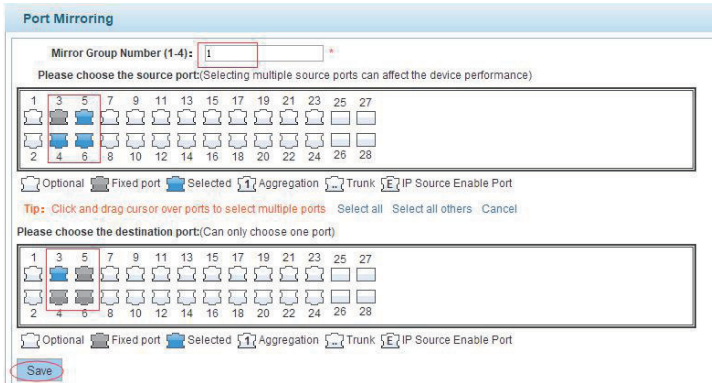 Port Mirroring
Mirror Group Number (1-4): 1 *
Please choose the source port:(Selecting multiple source ports can affect the device performance)
1 3 5 7 9 11 13 15 17 19 21 23 25 27
2 4 6 8 10 12 14 16 18 20 22 24 26 28
Optional Fixed port Selected 1 Aggregation .. Trunk E IP Source Enable Port
Tip: Click and drag cursor over ports to select multiple ports Select all Select all others Cancel
Please choose the destination port:(Can only choose one port)
1 3 5 7 9 11 13 15 17 19 21 23 25 27
2 4 6 8 10 12 14 16 18 20 22 24 26 28
Optional Fixed port Selected 1 Aggregation .. Trunk E IP Source Enable Port
Save